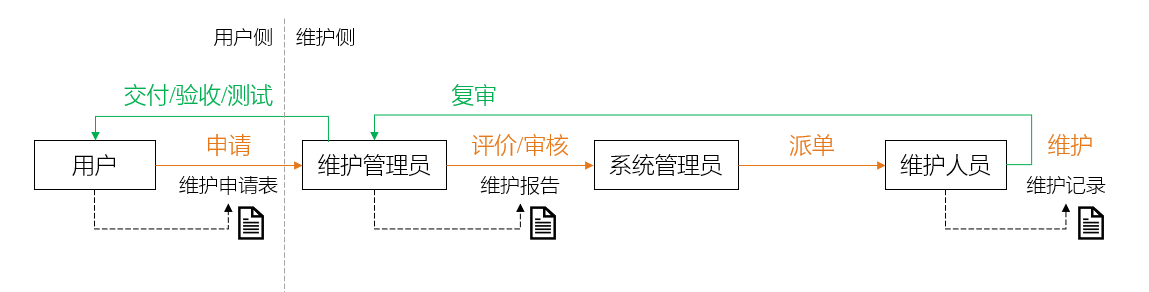 用户侧
维护侧
交付/验收/测试
复审
用户
申请
维护管理员
评价/审核
系统管理员
派单
维护人员
维护
维护申请表
维护报告
维护记录